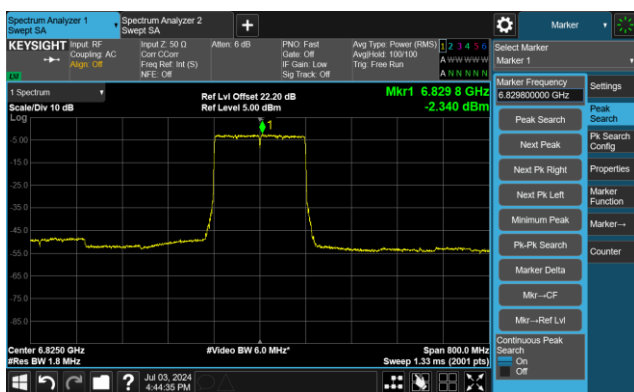 Spectrum Analyzer 1
Swept SA
Spectrum Analyzer 2
Swept SA
+
Marker
KEYSIGHT
Input: RF
Coupling: AC
Align: Off
Input Z: 50 Ω
Corr CCorr
Freq Ref: Int (S)
NFE: Off
Atten: 6 dB
PNO: Fast
Gate: Off
IF Gain: Low
Sig Track: Off
Avg Type: Power (RMS)
Avg|Hold: 100/100
Trig: Free Run
1 2 3 4 5 6
A W W W W W
A N N N N N
LXI
Select Marker
Marker 1
1 Spectrum
Scale/Div 10 dB
Log
Ref Lvl Offset 22.20 dB
Ref Level 5.00 dBm
Mkr1 6.829 8 GHz
-2.340 dBm
1
-5.00
-15.0
-25.0
-35.0
-45.0
-55.0
-65.0
-75.0
-85.0
Center 6.8250 GHz
#Res BW 1.8 MHz
#Video BW 6.0 MHz*
Span 800.0 MHz
Sweep 1.33 ms (2001 pts)
Marker Frequency
6.829800000 GHz
Peak Search
Next Peak
Next Pk Right
Next Pk Left
Minimum Peak
Pk-Pk Search
Marker Delta
Mkr→CF
Mkr→Ref Lvl
Continuous Peak
Search
On
Off
Settings
Peak
Search
Pk Search
Config
Properties
Marker
Function
Marker→
Counter
?
Jul 03, 2024
4:44:35 PM